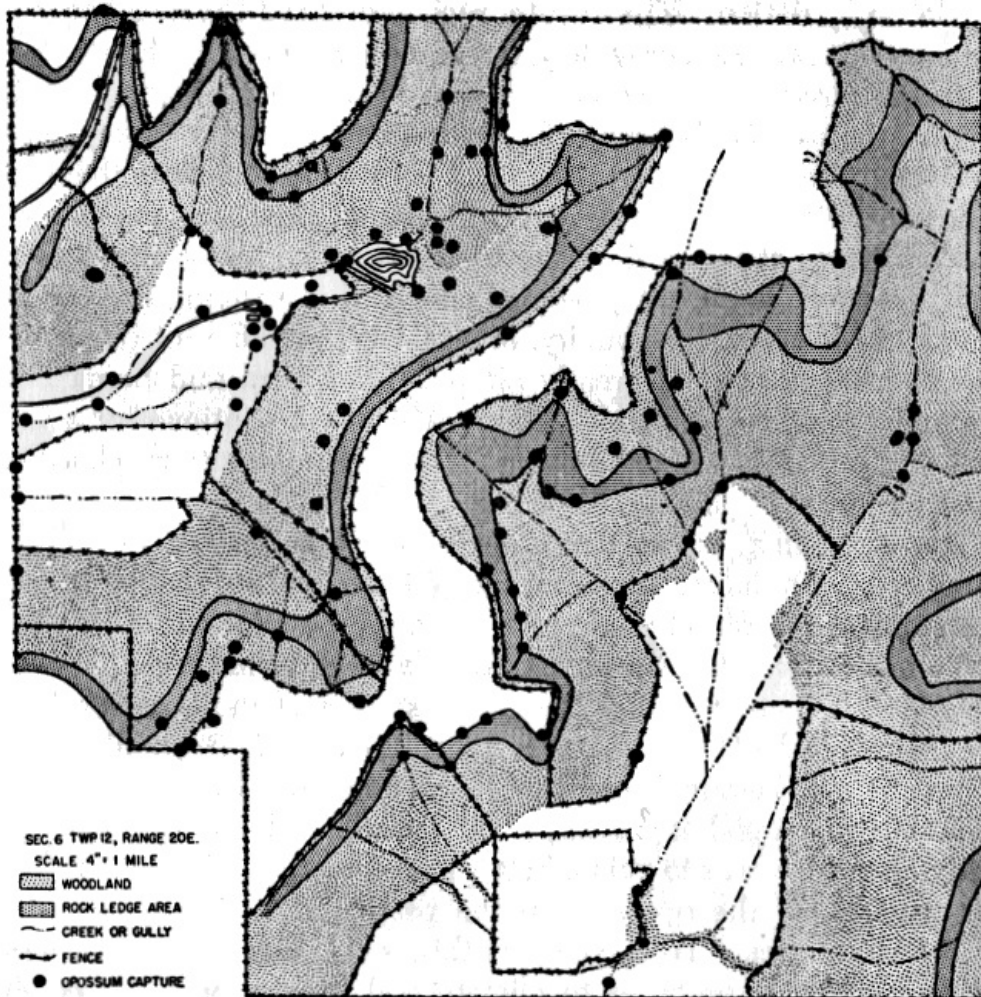 SEC. 6 TWP 12, RANGE 20E.
SCALE 4" = 1 MILE
WOODLAND
ROCK LEDGE AREA
CREEK OR GULLY
FENCE
OPOSSUM CAPTURE